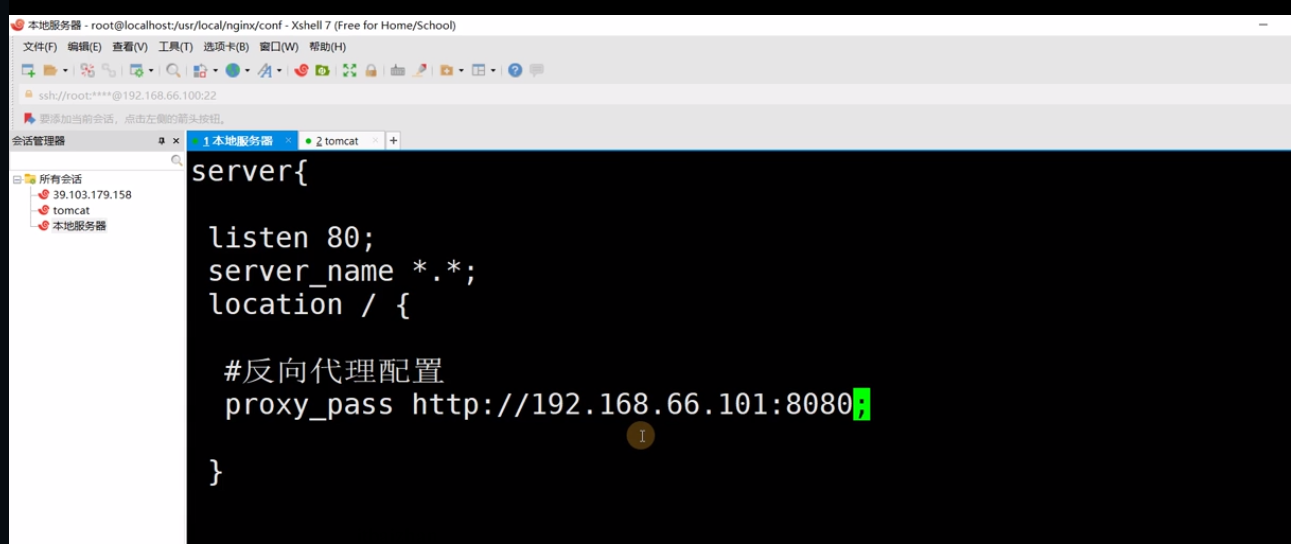 本地服务器 - root@localhost:/usr/local/nginx/conf - Xshell 7 (Free for Home/School)
文件(F) 编辑(E) 查看(V) 工具(T) 选项卡(B) 窗口(W) 帮助(H)
ssh://root:****@192.168.66.100:22
要添加当前会话，点击左侧的箭头按钮。
会话管理器
1 本地服务器
2 tomcat
所有会话
39.103.179.158
tomcat
本地服务器
server{
listen 80;
server_name *.*;
location / {
#反向代理配置
proxy_pass http://192.168.66.101:8080;
}